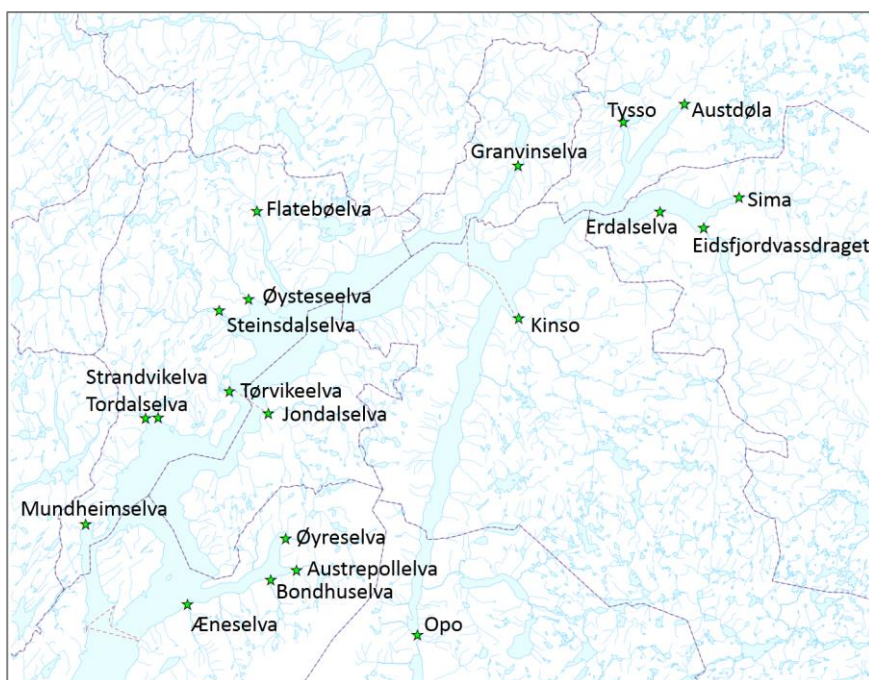 Tysso
Austdøla
Granvinselva
Sima
Flatebøelva
Erdalselva
Eidsfjordvassdraget
Øysteseelva
Steinsdalselva
Kinso
Strandvikelva
Tørvikeelva
Tordalselva
Jondalselva
Mundheimselva
Øyreselva
Austrepollelva
Bondhuselva
Æneselva
Opo